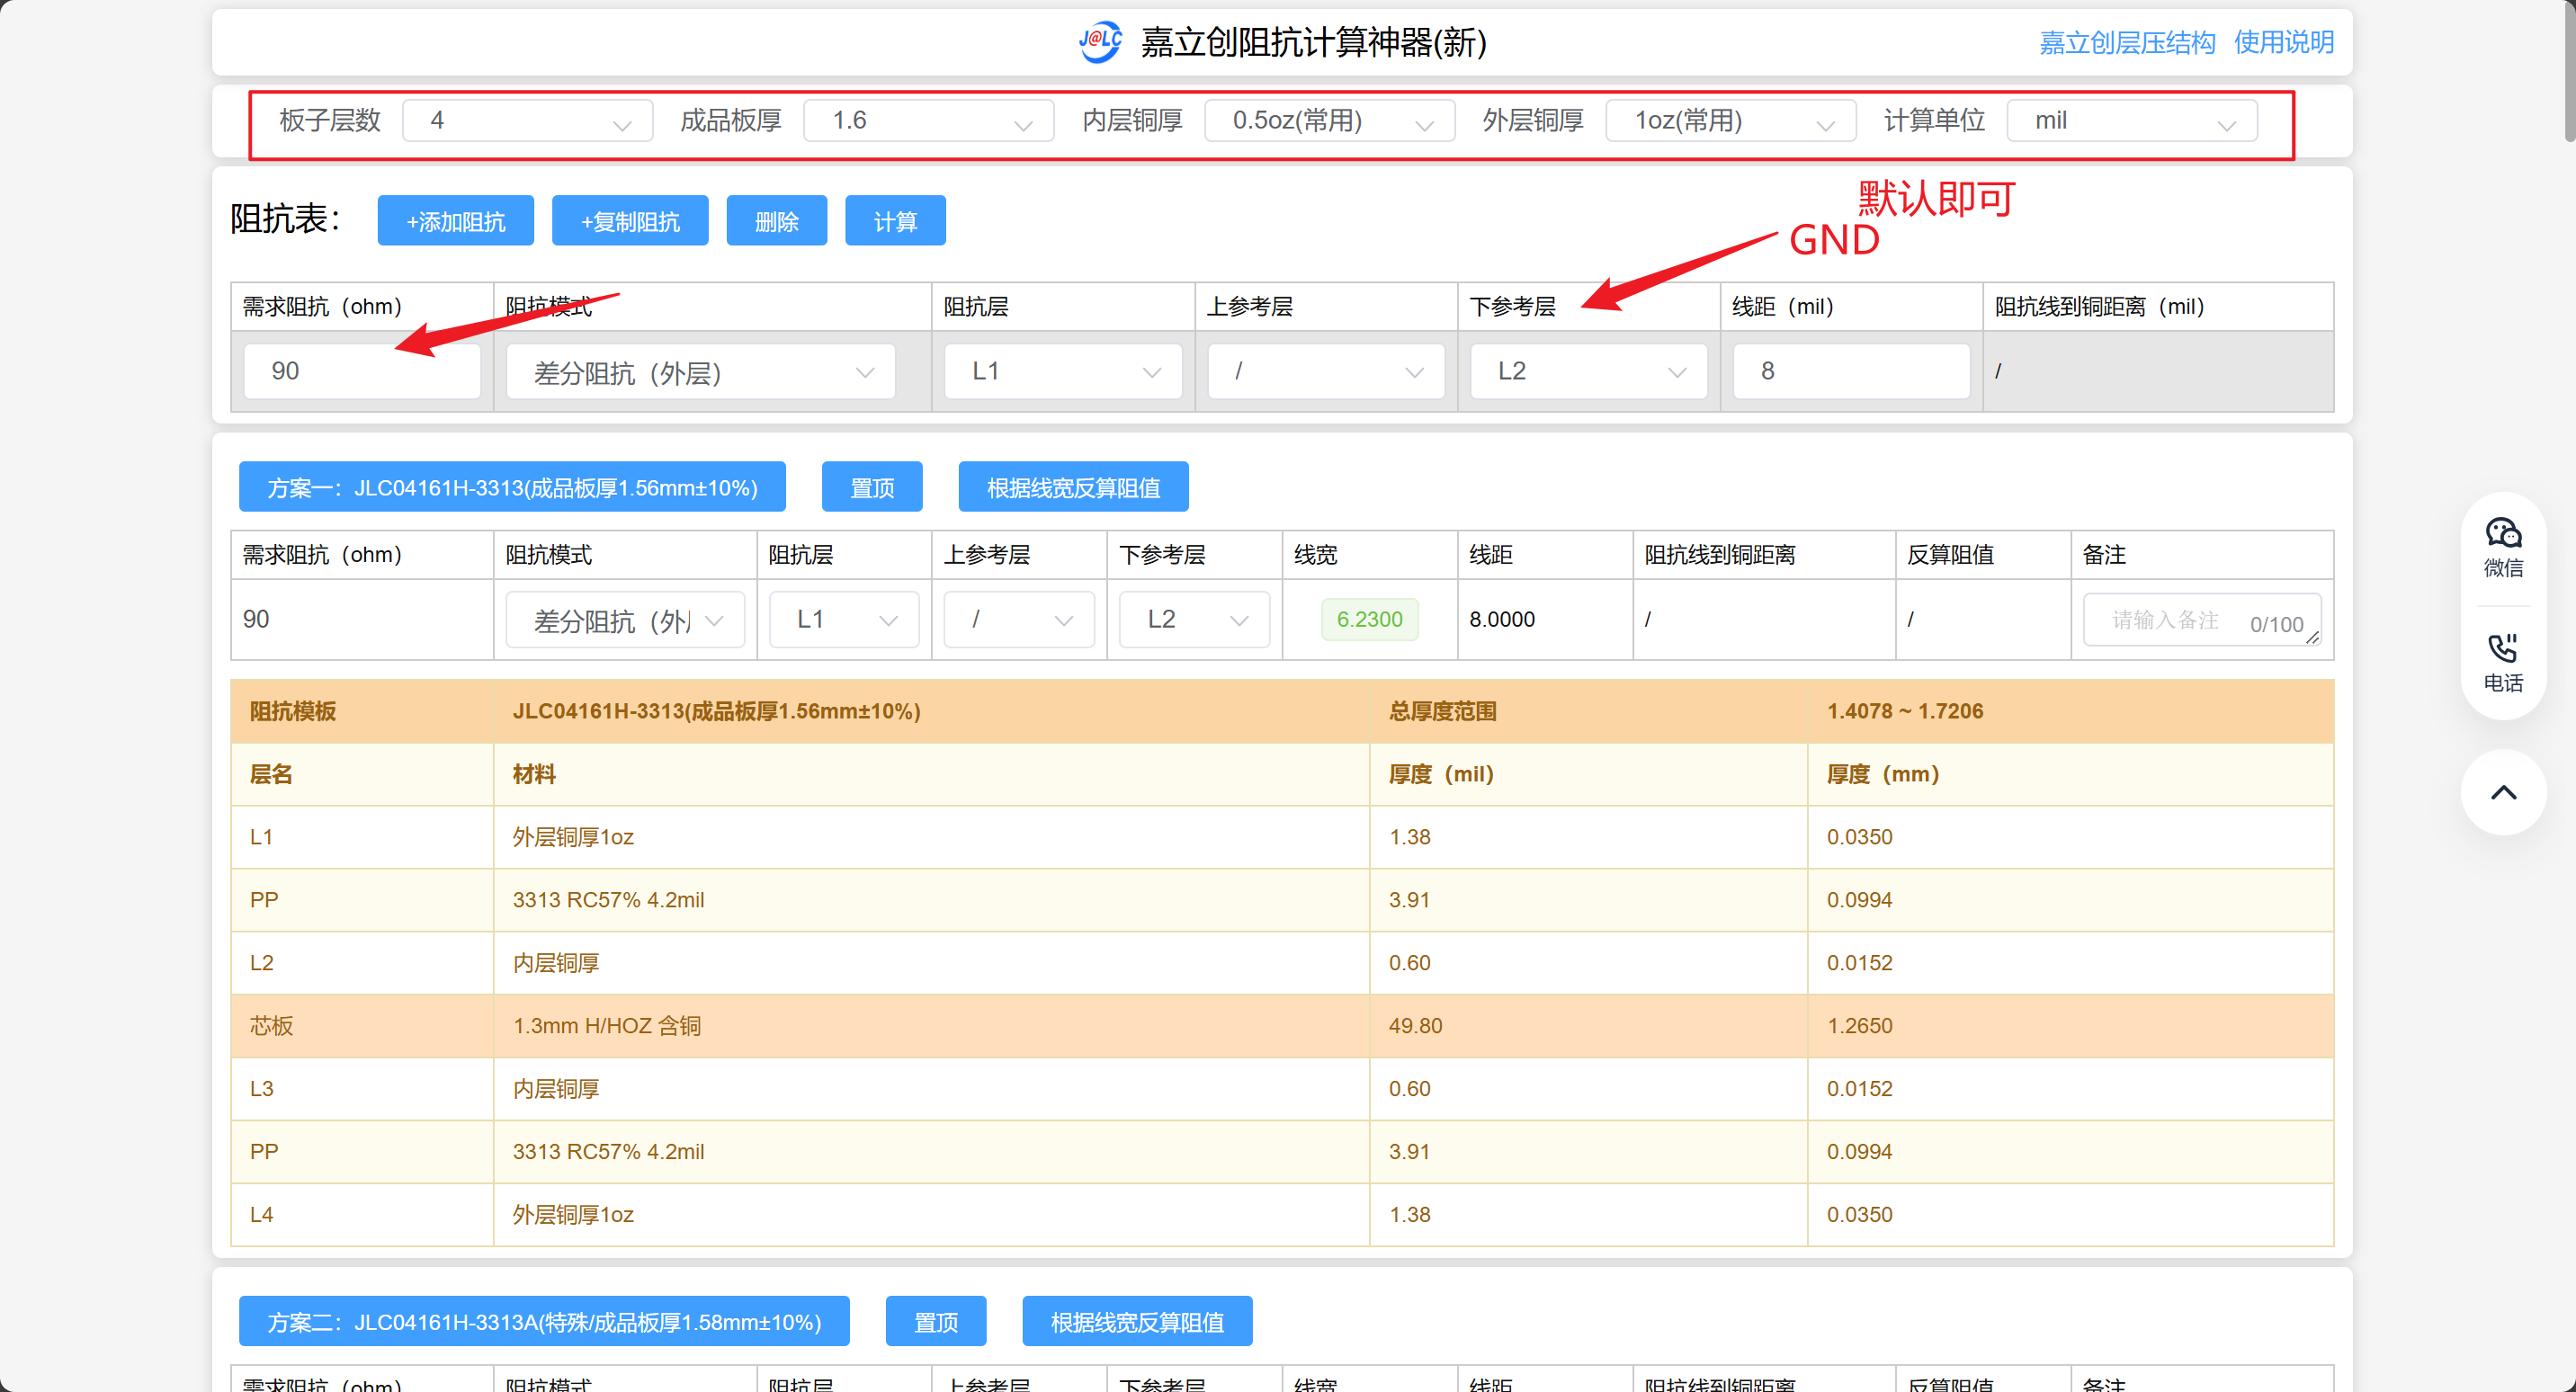 J@LC 嘉立创阻抗计算神器(新) 嘉立创层压结构 使用说明
板子层数 4 成品板厚 1.6 内层铜厚 0.5oz(常用) 外层铜厚 1oz(常用) 计算单位 mil
默认即可
GND
阻抗表： +添加阻抗 +复制阻抗 删除 计算
需求阻抗（ohm） 阻抗模式 阻抗层 上参考层 下参考层 线距（mil） 阻抗线到铜距离（mil）
90 差分阻抗（外层） L1 / L2 8 /
方案一：JLC04161H-3313(成品板厚1.56mm±10%) 置顶 根据线宽反算阻值
需求阻抗（ohm） 阻抗模式 阻抗层 上参考层 下参考层 线宽 线距 阻抗线到铜距离 反算阻值 备注
90 差分阻抗（外 L1 / L2 6.2300 8.0000 / / 请输入备注 0/100
阻抗模板 JLC04161H-3313(成品板厚1.56mm±10%) 总厚度范围 1.4078 ~ 1.7206
层名 材料 厚度（mil） 厚度（mm）
L1 外层铜厚1oz 1.38 0.0350
PP 3313 RC57% 4.2mil 3.91 0.0994
L2 内层铜厚 0.60 0.0152
芯板 1.3mm H/HOZ 含铜 49.80 1.2650
L3 内层铜厚 0.60 0.0152
PP 3313 RC57% 4.2mil 3.91 0.0994
L4 外层铜厚1oz 1.38 0.0350
方案二：JLC04161H-3313A(特殊/成品板厚1.58mm±10%) 置顶 根据线宽反算阻值
需求阻抗（ohm） 阻抗模式 阻抗层 上参考层 下参考层 线宽 线距 阻抗线到铜距离 反算阻值 备注
微信
电话